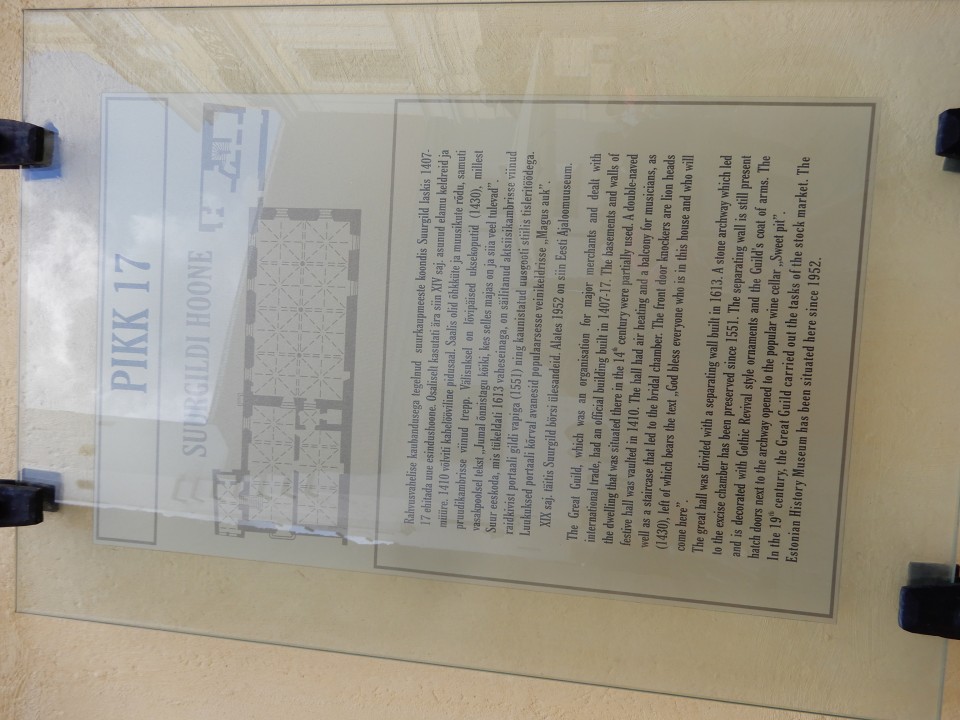 PIKK 17
SUURGILDI HOONE
Rahvusvahelise kaubandusega tegelnud suurkaupmeeste koondis Suurgild laskis 1407-
17 ehitada uue esindushoone. Osaliselt kasutati ära siin XIV saj. asunud elamu keldreid ja
müüre. 1410 võlviti kahelööviline pidusaal. Saalis olid õhkküte ja muusikute rõdu, samuti
pruudikambrisse viinud trepp. Välisuksel on lõvipäised uksekoputid (1430), millest
vasakpoolsel tekst „Jumal õnnistagu kõiki, kes selles majas on ja siia veel tulevad”.
Suur eeskoda, mis tükeldati 1613 vaheseinaga, on säilitanud aktsiisikambrisse viinud
raidkivist portaali gildi vapiga (1551) ning kaunistatud uusgooti stiilis tisleritöödega.
Luukuksed portaali kõrval avanesid populaarsesse veinikeldrisse „Magus auk”.
XIX saj. täitis Suurgild börsi ülesandeid. Alates 1952 on siin Eesti Ajaloomuuseum.
The Great Guild, which was an organisation for major merchants and dealt with
international trade, had an official building built in 1407-17. The basements and walls of
the dwelling that was situated there in the 14th century were partially used. A double-naved
festive hall was vaulted in 1410. The hall had air heating and a balcony for musicians, as
well as a staircase that led to the bridal chamber. The front door knockers are lion heads
(1430), left of which bears the text „God bless everyone who is in this house and who will
come here”.
The great hall was divided with a separating wall built in 1613. A stone archway which led
to the excise chamber has been preserved since 1551. The separating wall is still present
and is decorated with Gothic Revival style ornaments and the Guild's coat of arms. The
hatch doors next to the archway opened to the popular wine cellar „Sweet pit”.
In the 19th century, the Great Guild carried out the tasks of the stock market. The
Estonian History Museum has been situated here since 1952.